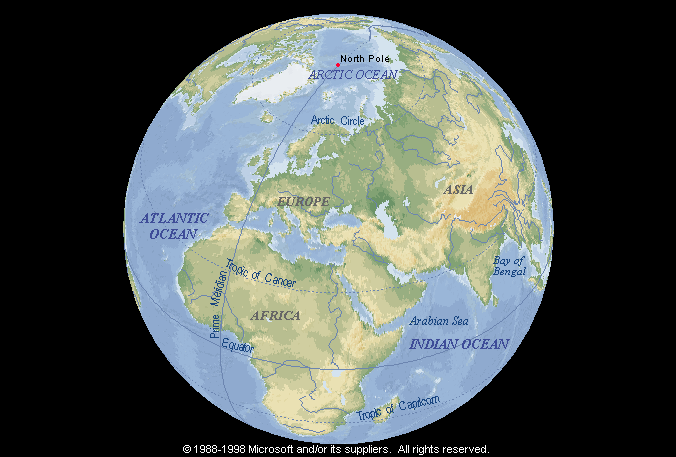 North Pole
ARCTIC OCEAN
Arctic Circle
EUROPE
ASIA
ATLANTIC
OCEAN
Bay of
Bengal
Tropic of Cancer
Prime Meridian
AFRICA
Arabian Sea
INDIAN OCEAN
Equator
Tropic of Capricorn
© 1988-1998 Microsoft and/or its suppliers. All rights reserved.